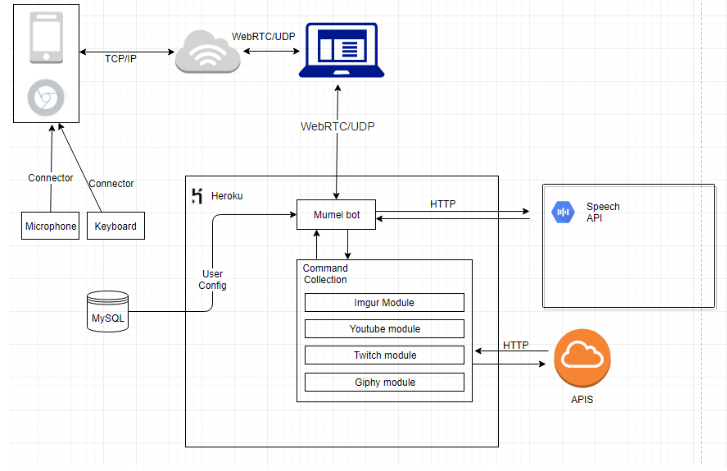 WebRTC/UDP
TCP/IP
WebRTC/UDP
Connector
Connector
Microphone
Keyboard
Heroku
Mumei bot
HTTP
Speech
API
User
Config
MySQL
Command
Collection
Imgur Module
Youtube module
Twitch module
Giphy module
HTTP
APIS